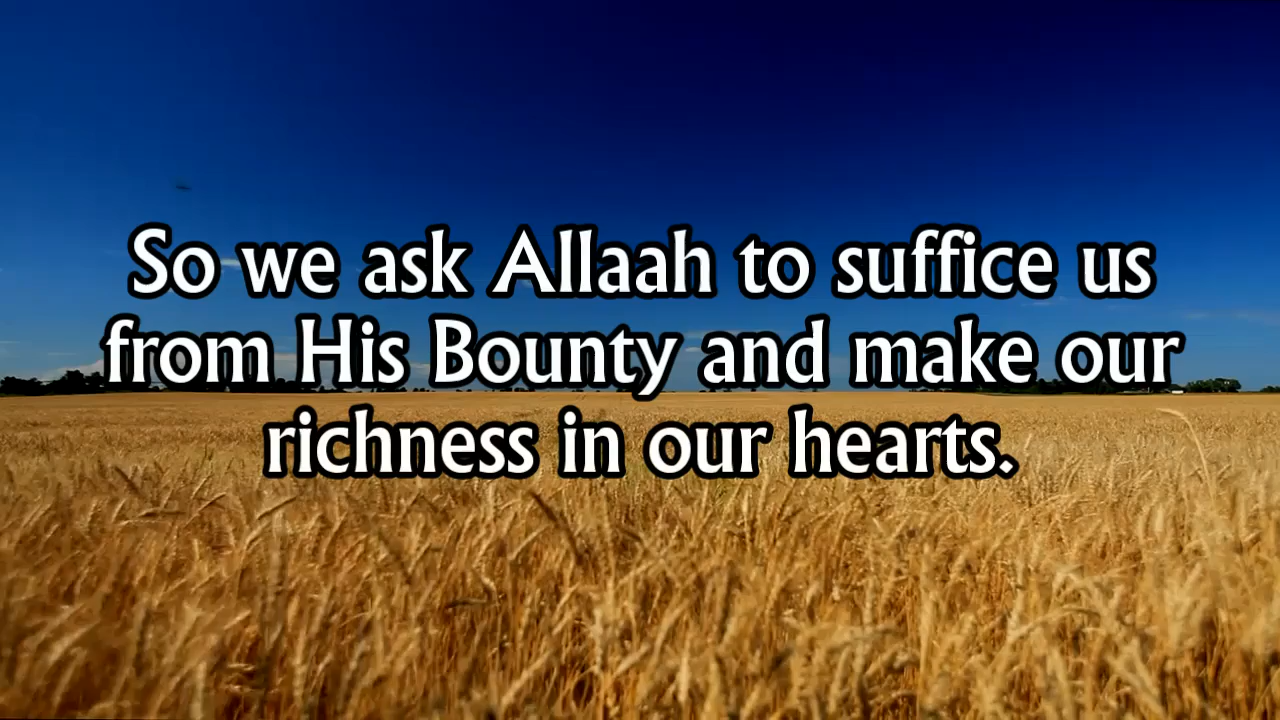 So we ask Allaah to suffice us
from His Bounty and make our
richness in our hearts.